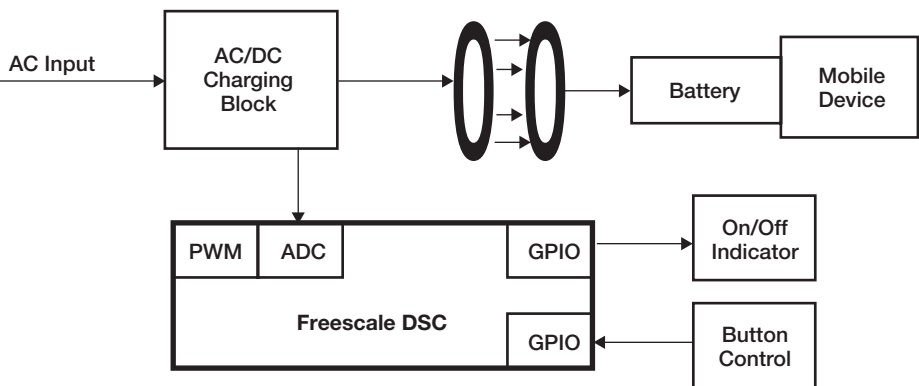 AC Input
AC/DC
Charging
Block
Battery
Mobile
Device
PWM
ADC
GPIO
On/Off
Indicator
Freescale DSC
GPIO
Button
Control